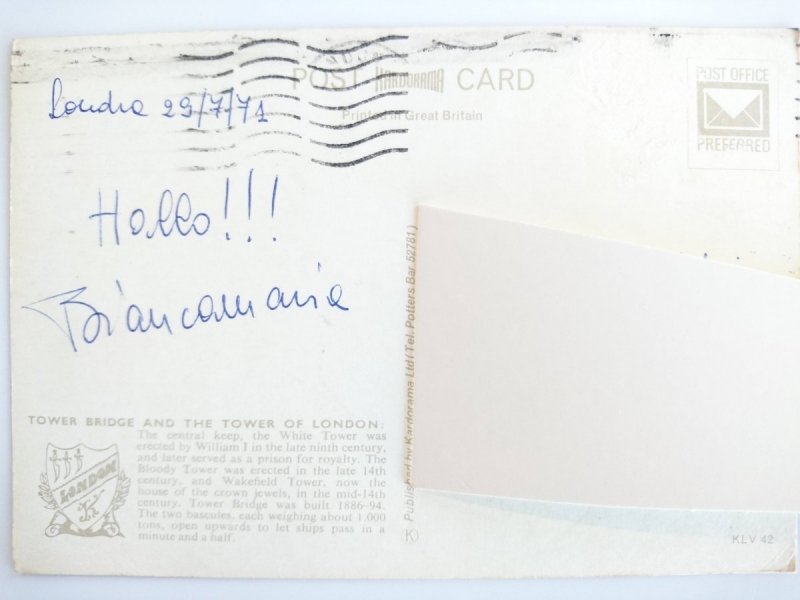 POST KARDORAMA CARD
Printed in Great Britain
POST OFFICE
PREFERRED
Londra 29/7/71
Hollo!!!
Biancamaria
Published by Kardorama Ltd (Tel. Potters Bar 52781)
TOWER BRIDGE AND THE TOWER OF LONDON:
The central keep, the White Tower was
erected by William I in the late ninth century,
and later served as a prison for royalty. The
Bloody Tower was erected in the late 14th
century, and Wakefield Tower, now the
house of the crown jewels, in the mid-14th
century. Tower Bridge was built 1886-94.
The two bascules, each weighing about 1,000
tons, open upwards to let ships pass in a
minute and a half.
LONDON
K
KLV 42